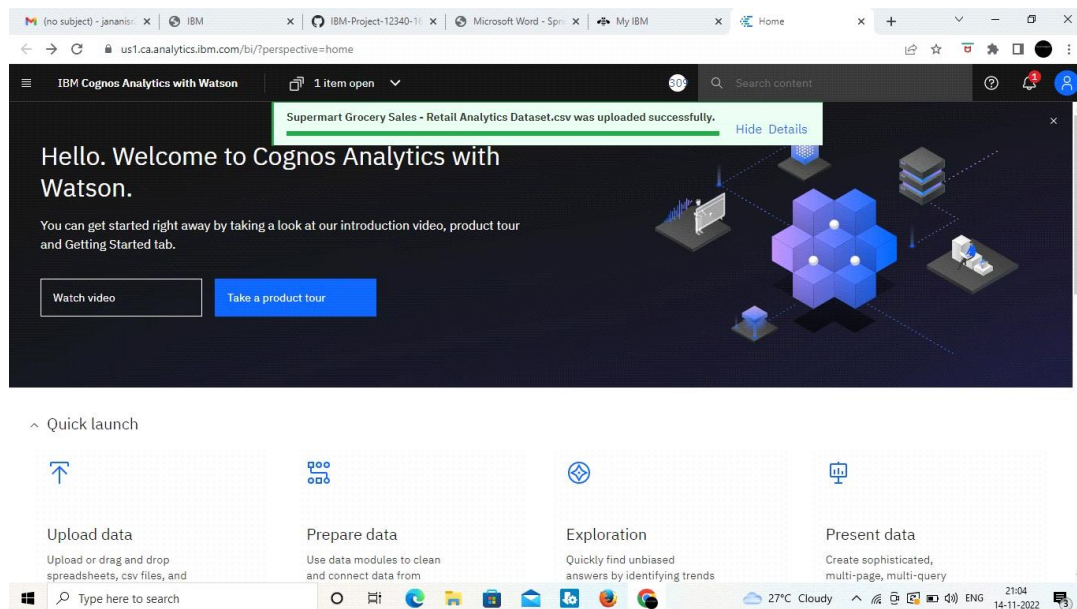 (no subject) - jananisr
IBM
IBM-Project-12340-16
Microsoft Word - Spri
My IBM
Home
us1.ca.analytics.ibm.com/bi/?perspective=home
IBM Cognos Analytics with Watson
1 item open
309
Search content
1
Supermart Grocery Sales - Retail Analytics Dataset.csv was uploaded successfully.
Hide Details
Hello. Welcome to Cognos Analytics with
Watson.
You can get started right away by taking a look at our introduction video, product tour
and Getting Started tab.
Watch video
Take a product tour
Quick launch
Upload data
Upload or drag and drop
spreadsheets, csv files, and
Prepare data
Use data modules to clean
and connect data from
Exploration
Quickly find unbiased
answers by identifying trends
Present data
Create sophisticated,
multi-page, multi-query
Type here to search
27°C Cloudy
ENG
21:04
14-11-2022
3